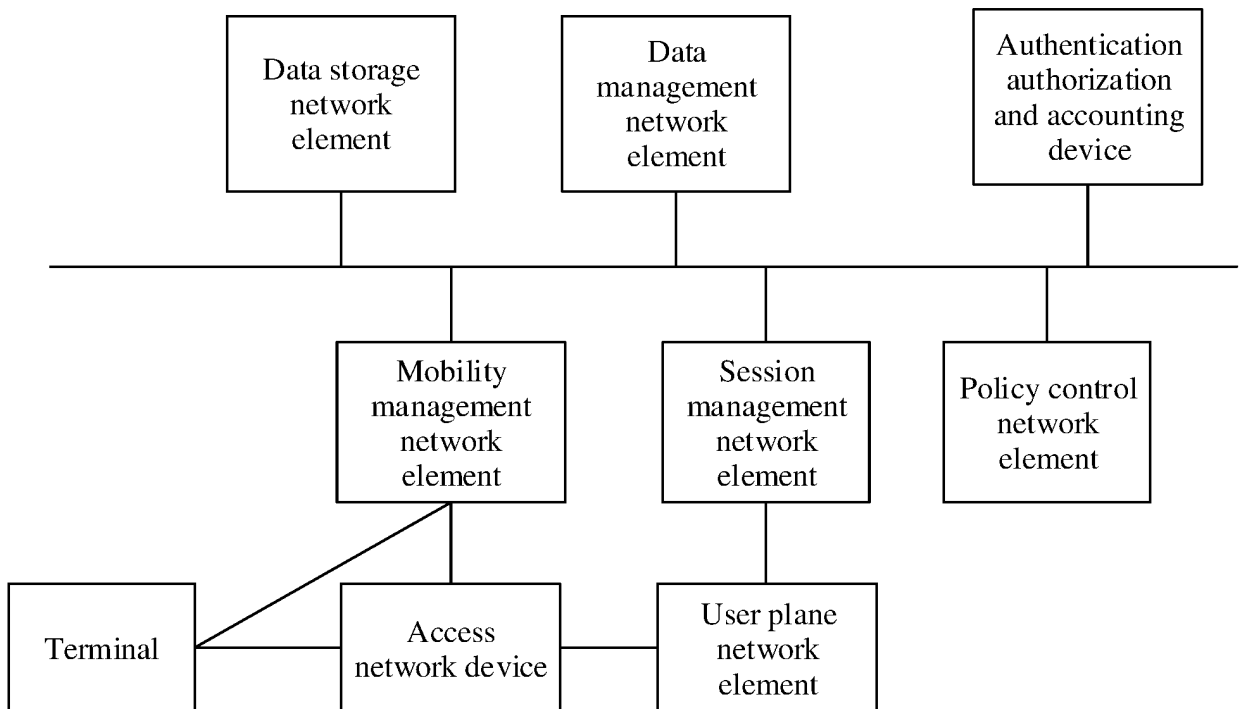 Data storage
network
element
Data
management
network
element
Authentication
authorization
and accounting
device
Mobility
management
network
element
Session
management
network
element
Policy control
network
element
Terminal
Access
network device
User plane
network
element